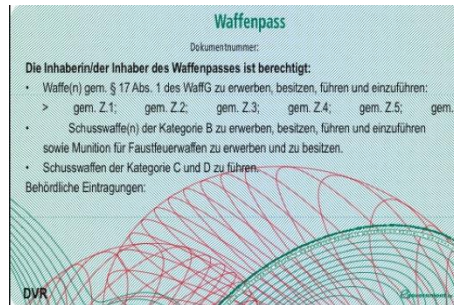 Waffenpass
Dokumentnummer:
Die Inhaberin/der Inhaber des Waffenpasses ist berechtigt:
• Waffe(n) gem. § 17 Abs. 1 des WaffG zu erwerben, besitzen, führen und einzuführen:
> gem. Z.1; gem. Z.2; gem. Z.3; gem. Z.4; gem. Z.5; gem.
• Schusswaffe(n) der Kategorie B zu erwerben, besitzen, führen und einzuführen
sowie Munition für Faustfeuerwaffen zu erwerben und zu besitzen.
• Schusswaffen der Kategorie C und D zu führen.
Behördliche Eintragungen:
DVR